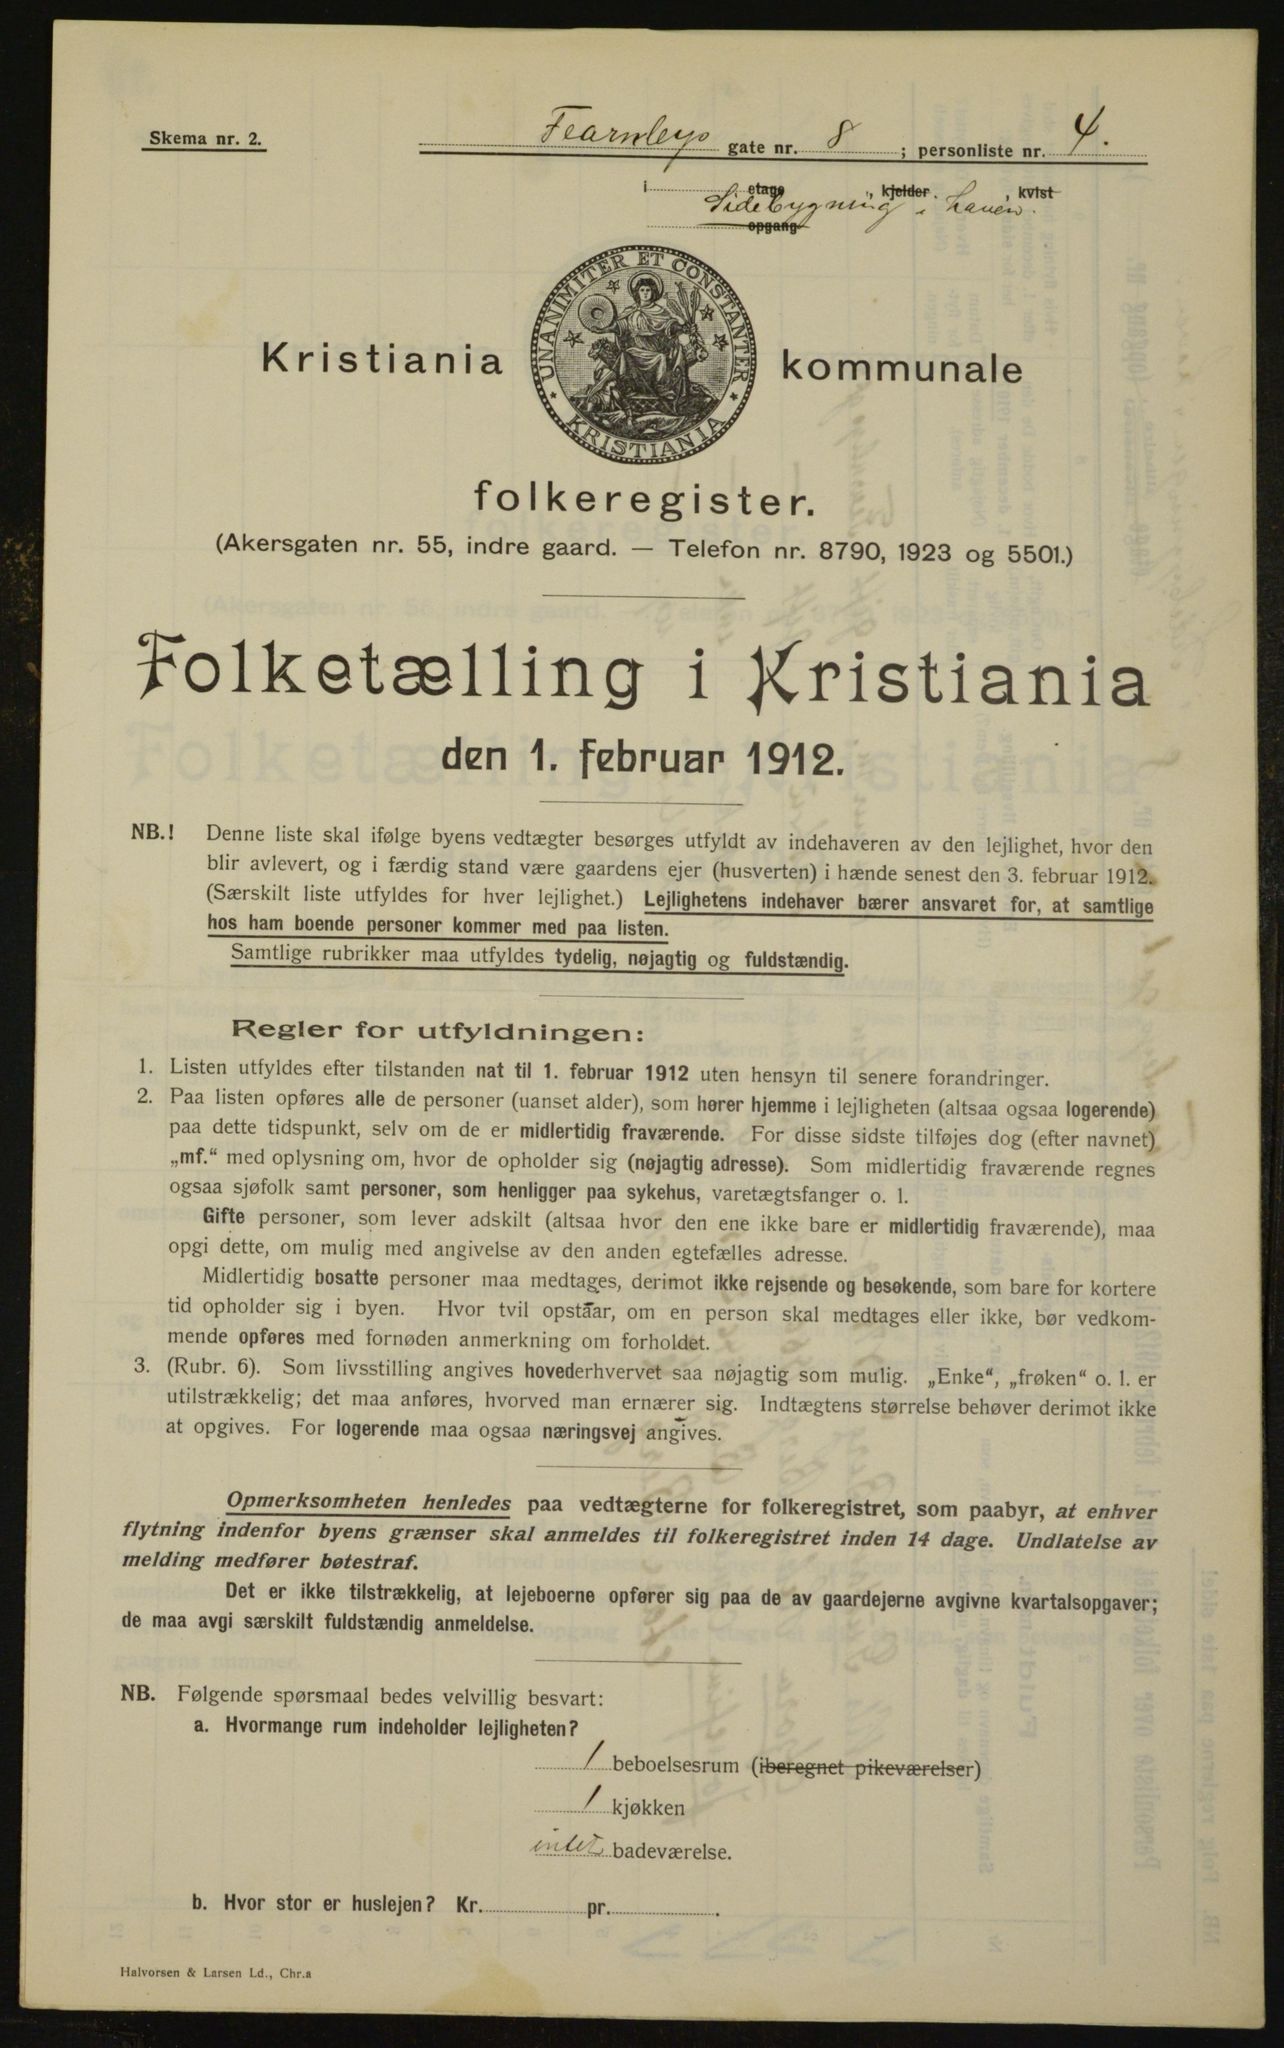 Skema nr. 2.
Fearnleys gate nr. 8 ; personliste nr. 4.
i etage , kjelder , kvist
Sidebygning i haven.
opgang
UNANIMITER ET CONSTANTER
KRISTIANIA
Kristiania kommunale
folkeregister.
(Akersgaten nr. 55, indre gaard. — Telefon nr. 8790, 1923 og 5501.)
Folketælling i Kristiania
den 1. februar 1912.
NB.! Denne liste skal ifølge byens vedtægter besørges utfyldt av indehaveren av den lejlighet, hvor den
blir avlevert, og i færdig stand være gaardens ejer (husverten) i hænde senest den 3. februar 1912.
(Særskilt liste utfyldes for hver lejlighet.) Lejlighetens indehaver bærer ansvaret for, at samtlige
hos ham boende personer kommer med paa listen.
Samtlige rubrikker maa utfyldes tydelig, nøjagtig og fuldstændig.
Regler for utfyldningen:
1. Listen utfyldes efter tilstanden nat til 1. februar 1912 uten hensyn til senere forandringer.
2. Paa listen opføres alle de personer (uanset alder), som hører hjemme i lejligheten (altsaa ogsaa logerende)
paa dette tidspunkt, selv om de er midlertidig fraværende. For disse sidste tilføjes dog (efter navnet)
„mf.“ med oplysning om, hvor de opholder sig (nøjagtig adresse). Som midlertidig fraværende regnes
ogsaa sjøfolk samt personer, som henligger paa sykehus, varetægtsfanger o. l.
Gifte personer, som lever adskilt (altsaa hvor den ene ikke bare er midlertidig fraværende), maa
opgi dette, om mulig med angivelse av den anden egtefælles adresse.
Midlertidig bosatte personer maa medtages, derimot ikke rejsende og besøkende, som bare for kortere
tid opholder sig i byen. Hvor tvil opstaar, om en person skal medtages eller ikke, bør vedkom-
mende opføres med fornøden anmerkning om forholdet.
3. (Rubr. 6). Som livsstilling angives hovederhvervet saa nøjagtig som mulig. „Enke“, „frøken“ o. l. er
utilstrækkelig; det maa anføres, hvorved man ernærer sig. Indtægtens størrelse behøver derimot ikke
at opgives. For logerende maa ogsaa næringsvej angives.
Opmerksomheten henledes paa vedtægterne for folkeregistret, som paabyr, at enhver
flytning indenfor byens grænser skal anmeldes til folkeregistret inden 14 dage. Undlatelse av
melding medfører bøtestraf.
Det er ikke tilstrækkelig, at lejeboerne opfører sig paa de av gaardejerne avgivne kvartalsopgaver;
de maa avgi særskilt fuldstændig anmeldelse.
NB. Følgende spørsmaal bedes velvillig besvart:
a. Hvormange rum indeholder lejligheten?
1 beboelsesrum (iberegnet pikeværelser)
1 kjøkken
intet badeværelse.
b. Hvor stor er huslejen? Kr. pr. .
Halvorsen & Larsen Ld., Chr.a